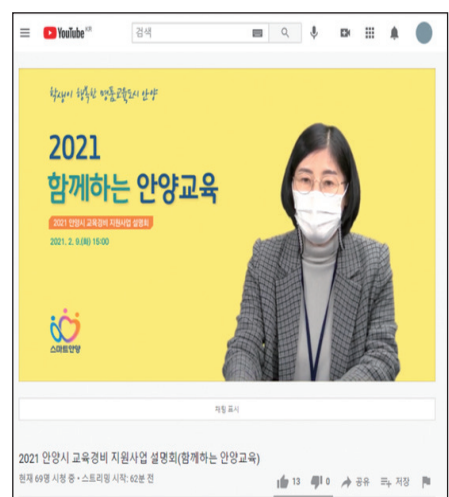 YouTube KR
검색
학생이 행복한 명품교육도시 안양
2021
함께하는 안양교육
2021 안양시 교육경비 지원사업 설명회
2021. 2. 9.(화) 15:00
스마트안양
채팅 표시
2021 안양시 교육경비 지원사업 설명회(함께하는 안양교육)
현재 69명 시청 중 • 스트리밍 시작: 62분 전
13 0 공유 저장